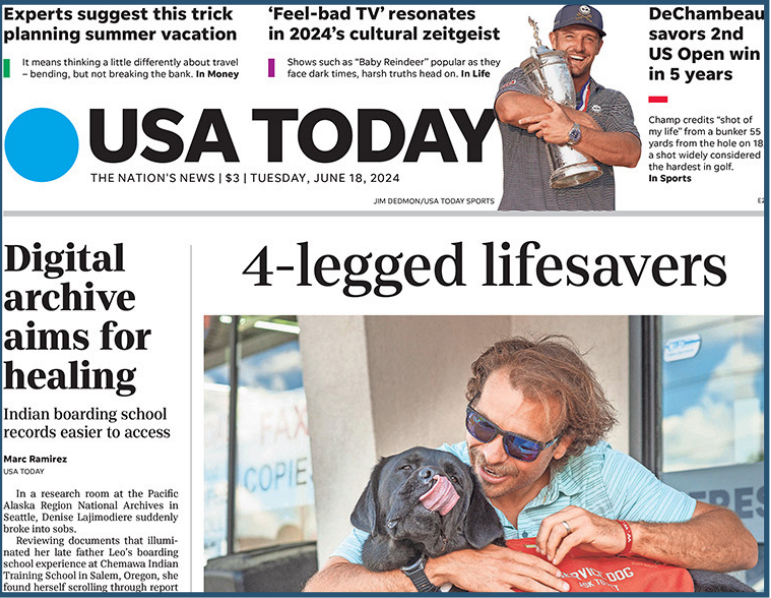 Experts suggest this trick
planning summer vacation
It means thinking a little differently about travel
– bending, but not breaking the bank. In Money
‘Feel-bad TV’ resonates
in 2024’s cultural zeitgeist
Shows such as “Baby Reindeer” popular as they
face dark times, harsh truths head on. In Life
DeChambeau
savors 2nd
US Open win
in 5 years
Champ credits “shot of
my life” from a bunker 55
yards from the hole on 18,
a shot widely considered
the hardest in golf.
In Sports
USA TODAY
THE NATION'S NEWS | $3 | TUESDAY, JUNE 18, 2024
JIM DEDMON/USA TODAY SPORTS
Digital
archive
aims for
healing
Indian boarding school
records easier to access
Marc Ramirez
USA TODAY
In a research room at the Pacific
Alaska Region National Archives in
Seattle, Denise Lajimodiere suddenly
broke into sobs.
Reviewing documents that illumi-
nated her late father Leo’s boarding
school experience at Chemawa Indian
Training School in Salem, Oregon, she
found herself scrolling through report
4-legged lifesavers
FAX
COPIE
SERVICE DOG